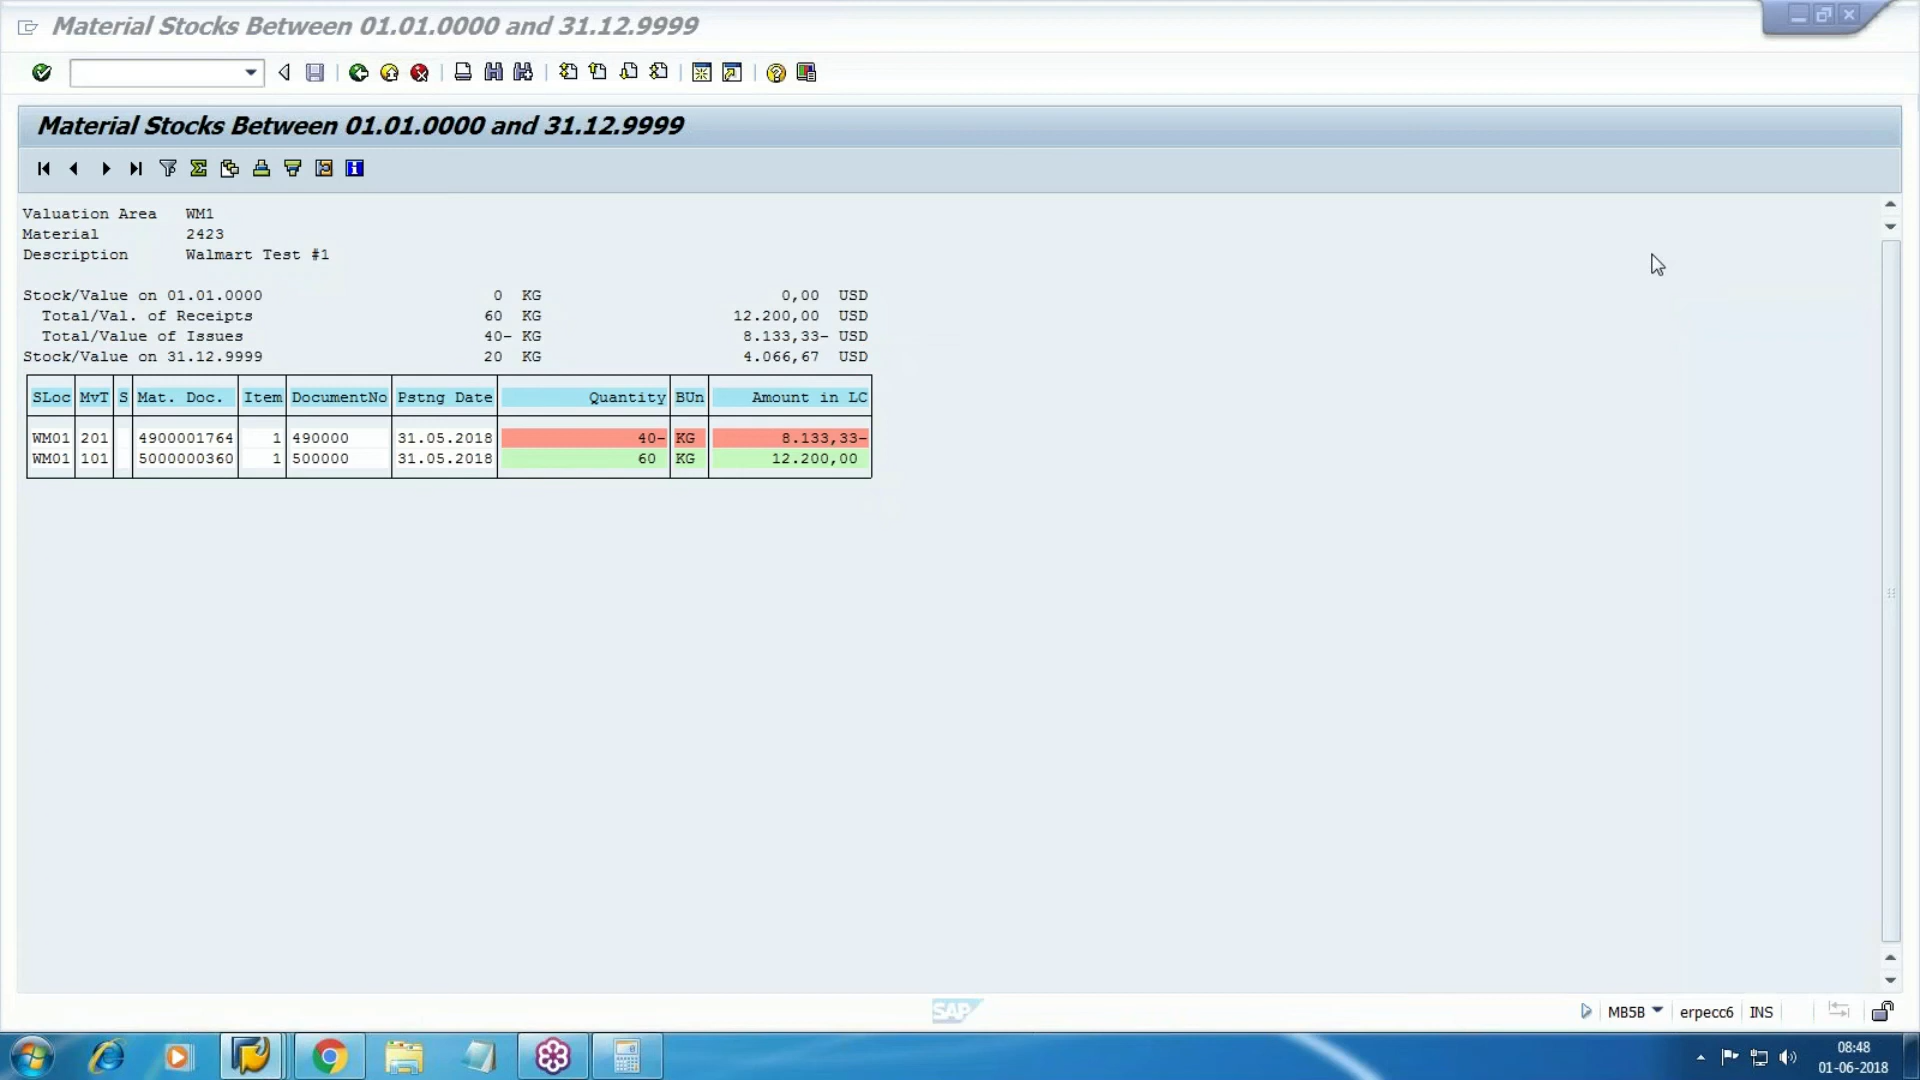 Material Stocks Between 01.01.0000 and 31.12.9999
Material Stocks Between 01.01.0000 and 31.12.9999
Valuation Area WM1
Material 2423
Description Walmart Test #1
Stock/Value on 01.01.0000 0 KG 0,00 USD
Total/Val. of Receipts 60 KG 12.200,00 USD
Total/Value of Issues 40- KG 8.133,33- USD
Stock/Value on 31.12.9999 20 KG 4.066,67 USD
SLoc MvT S Mat. Doc. Item DocumentNo Pstng Date Quantity BUn Amount in LC
WM01 201 4900001764 1 490000 31.05.2018 40- KG 8.133,33-
WM01 101 5000000360 1 500000 31.05.2018 60 KG 12.200,00
SAP
MB5B erpecc6 INS
08:48
01-06-2018